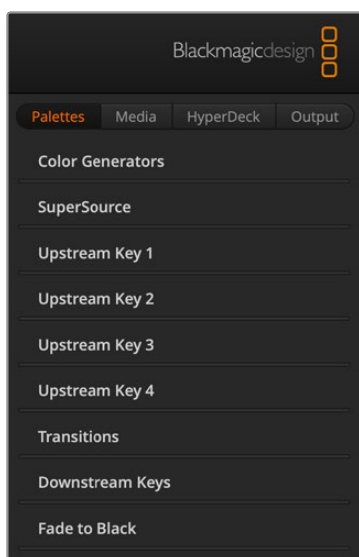 Blackmagicdesign
Palettes Media HyperDeck Output
Color Generators
SuperSource
Upstream Key 1
Upstream Key 2
Upstream Key 3
Upstream Key 4
Transitions
Downstream Keys
Fade to Black